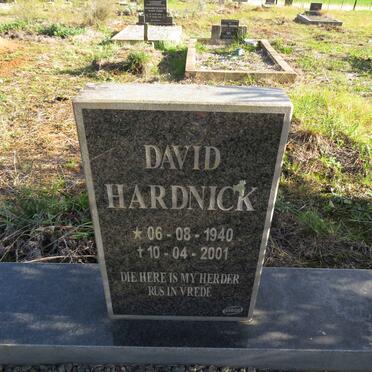 DAVID
HARDNICK
* 06 - 08 - 1940
† 10 - 04 - 2001
DIE HERE IS MY HERDER
RUS IN VREDE